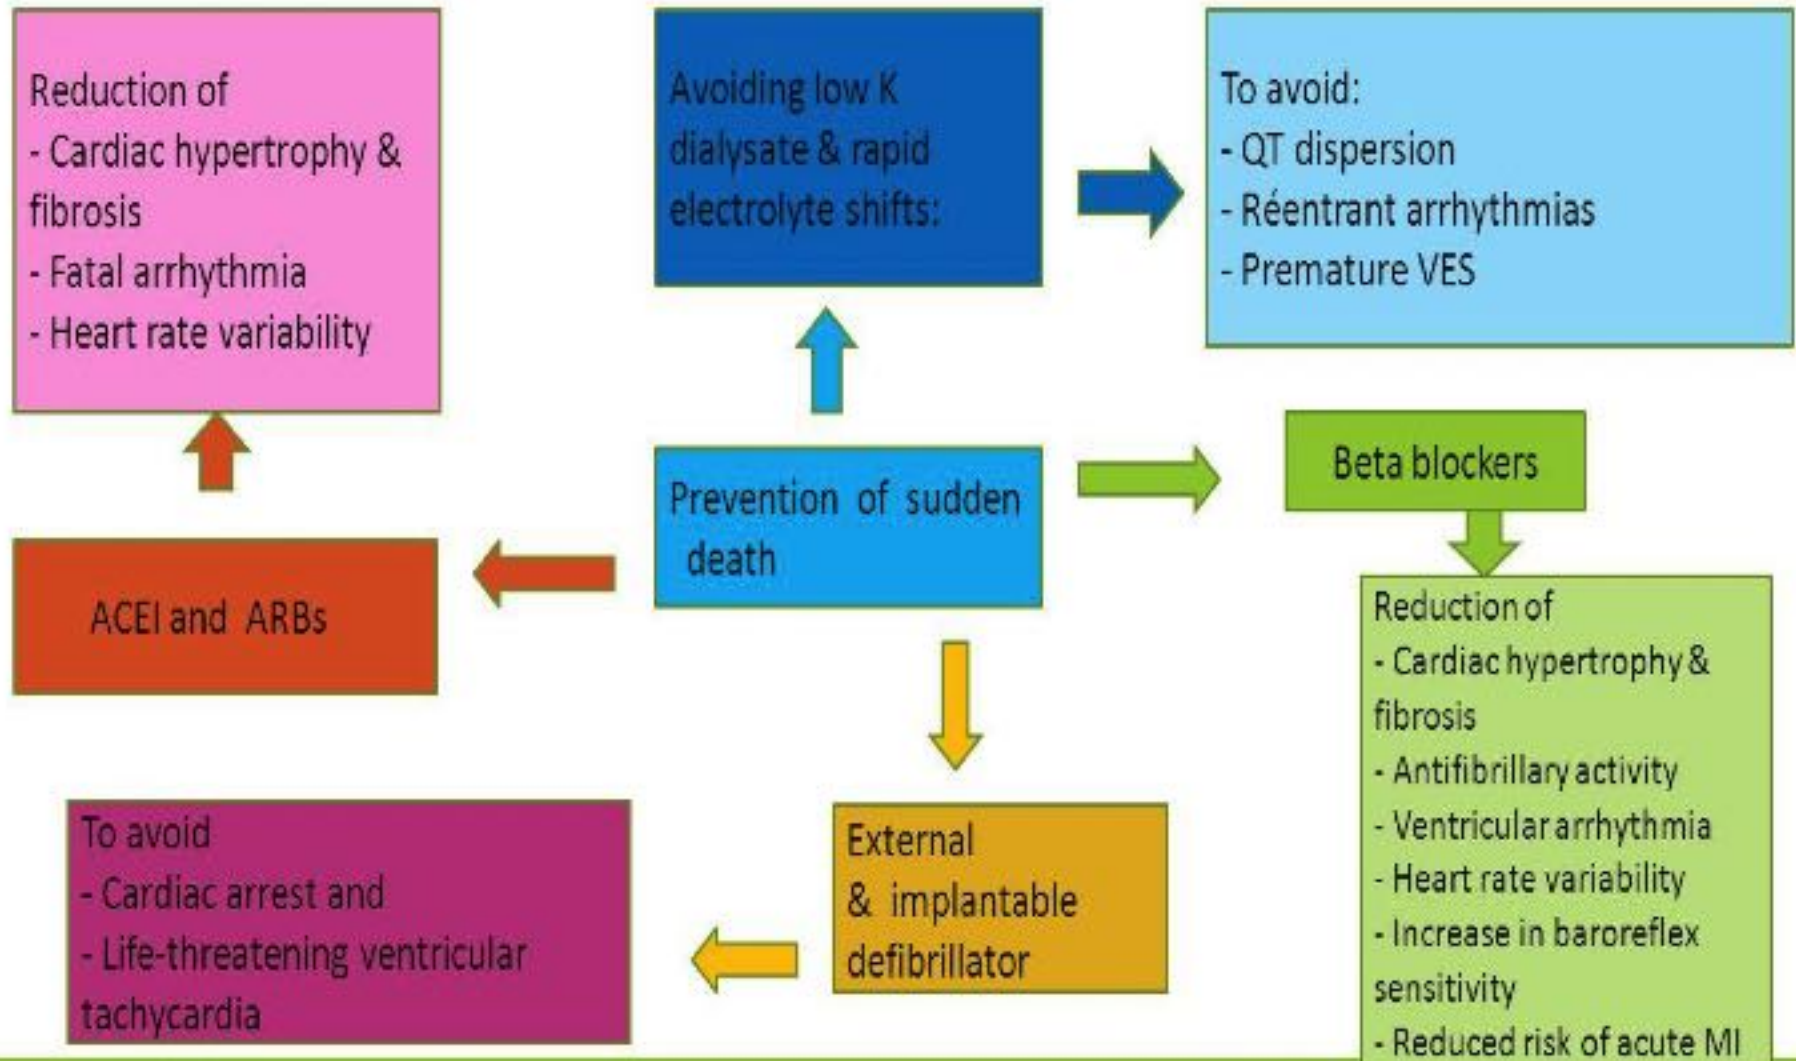 Reduction of
- Cardiac hypertrophy &
fibrosis
- Fatal arrhythmia
- Heart rate variability
Avoiding low K
dialysate & rapid
electrolyte shifts:
To avoid:
- QT dispersion
- Réentrant arrhythmias
- Premature VES
Prevention of sudden
death
Beta blockers
ACEI and ARBs
Reduction of
- Cardiac hypertrophy &
fibrosis
- Antifibrillary activity
- Ventricular arrhythmia
- Heart rate variability
- Increase in baroreflex
sensitivity
- Reduced risk of acute MI
To avoid
- Cardiac arrest and
- Life-threatening ventricular
tachycardia
External
& implantable
defibrillator